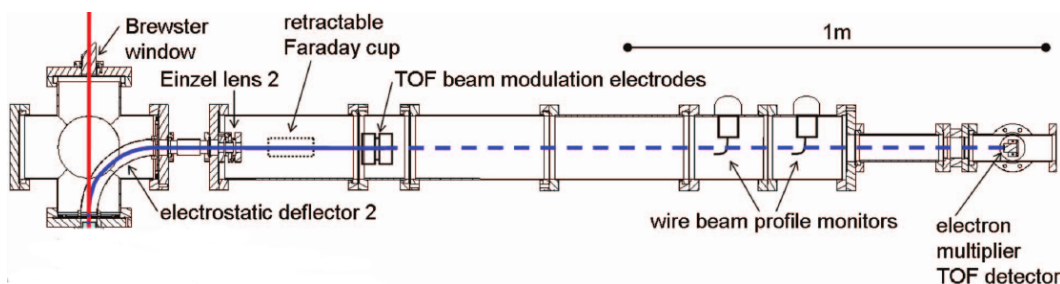 Brewster
window
retractable
Faraday cup
1m
Einzel lens 2
TOF beam modulation electrodes
electrostatic deflector 2
wire beam profile monitors
electron
multiplier
TOF detector